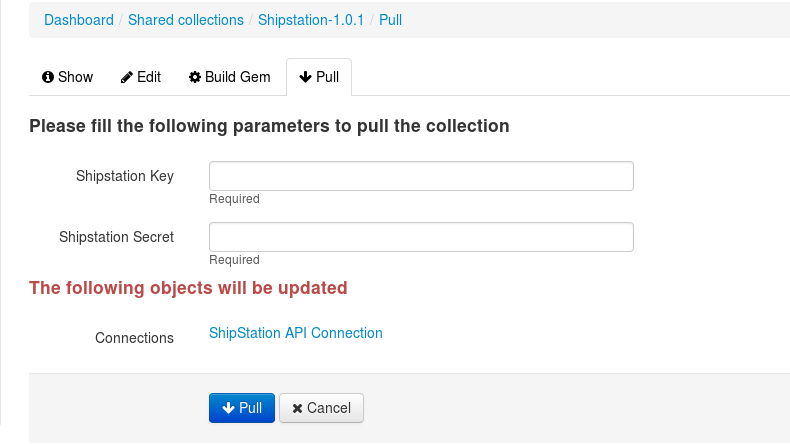 Dashboard / Shared collections / Shipstation-1.0.1 / Pull
Show Edit Build Gem Pull
Please fill the following parameters to pull the collection
Shipstation Key
Required
Shipstation Secret
Required
The following objects will be updated
Connections ShipStation API Connection
Pull Cancel